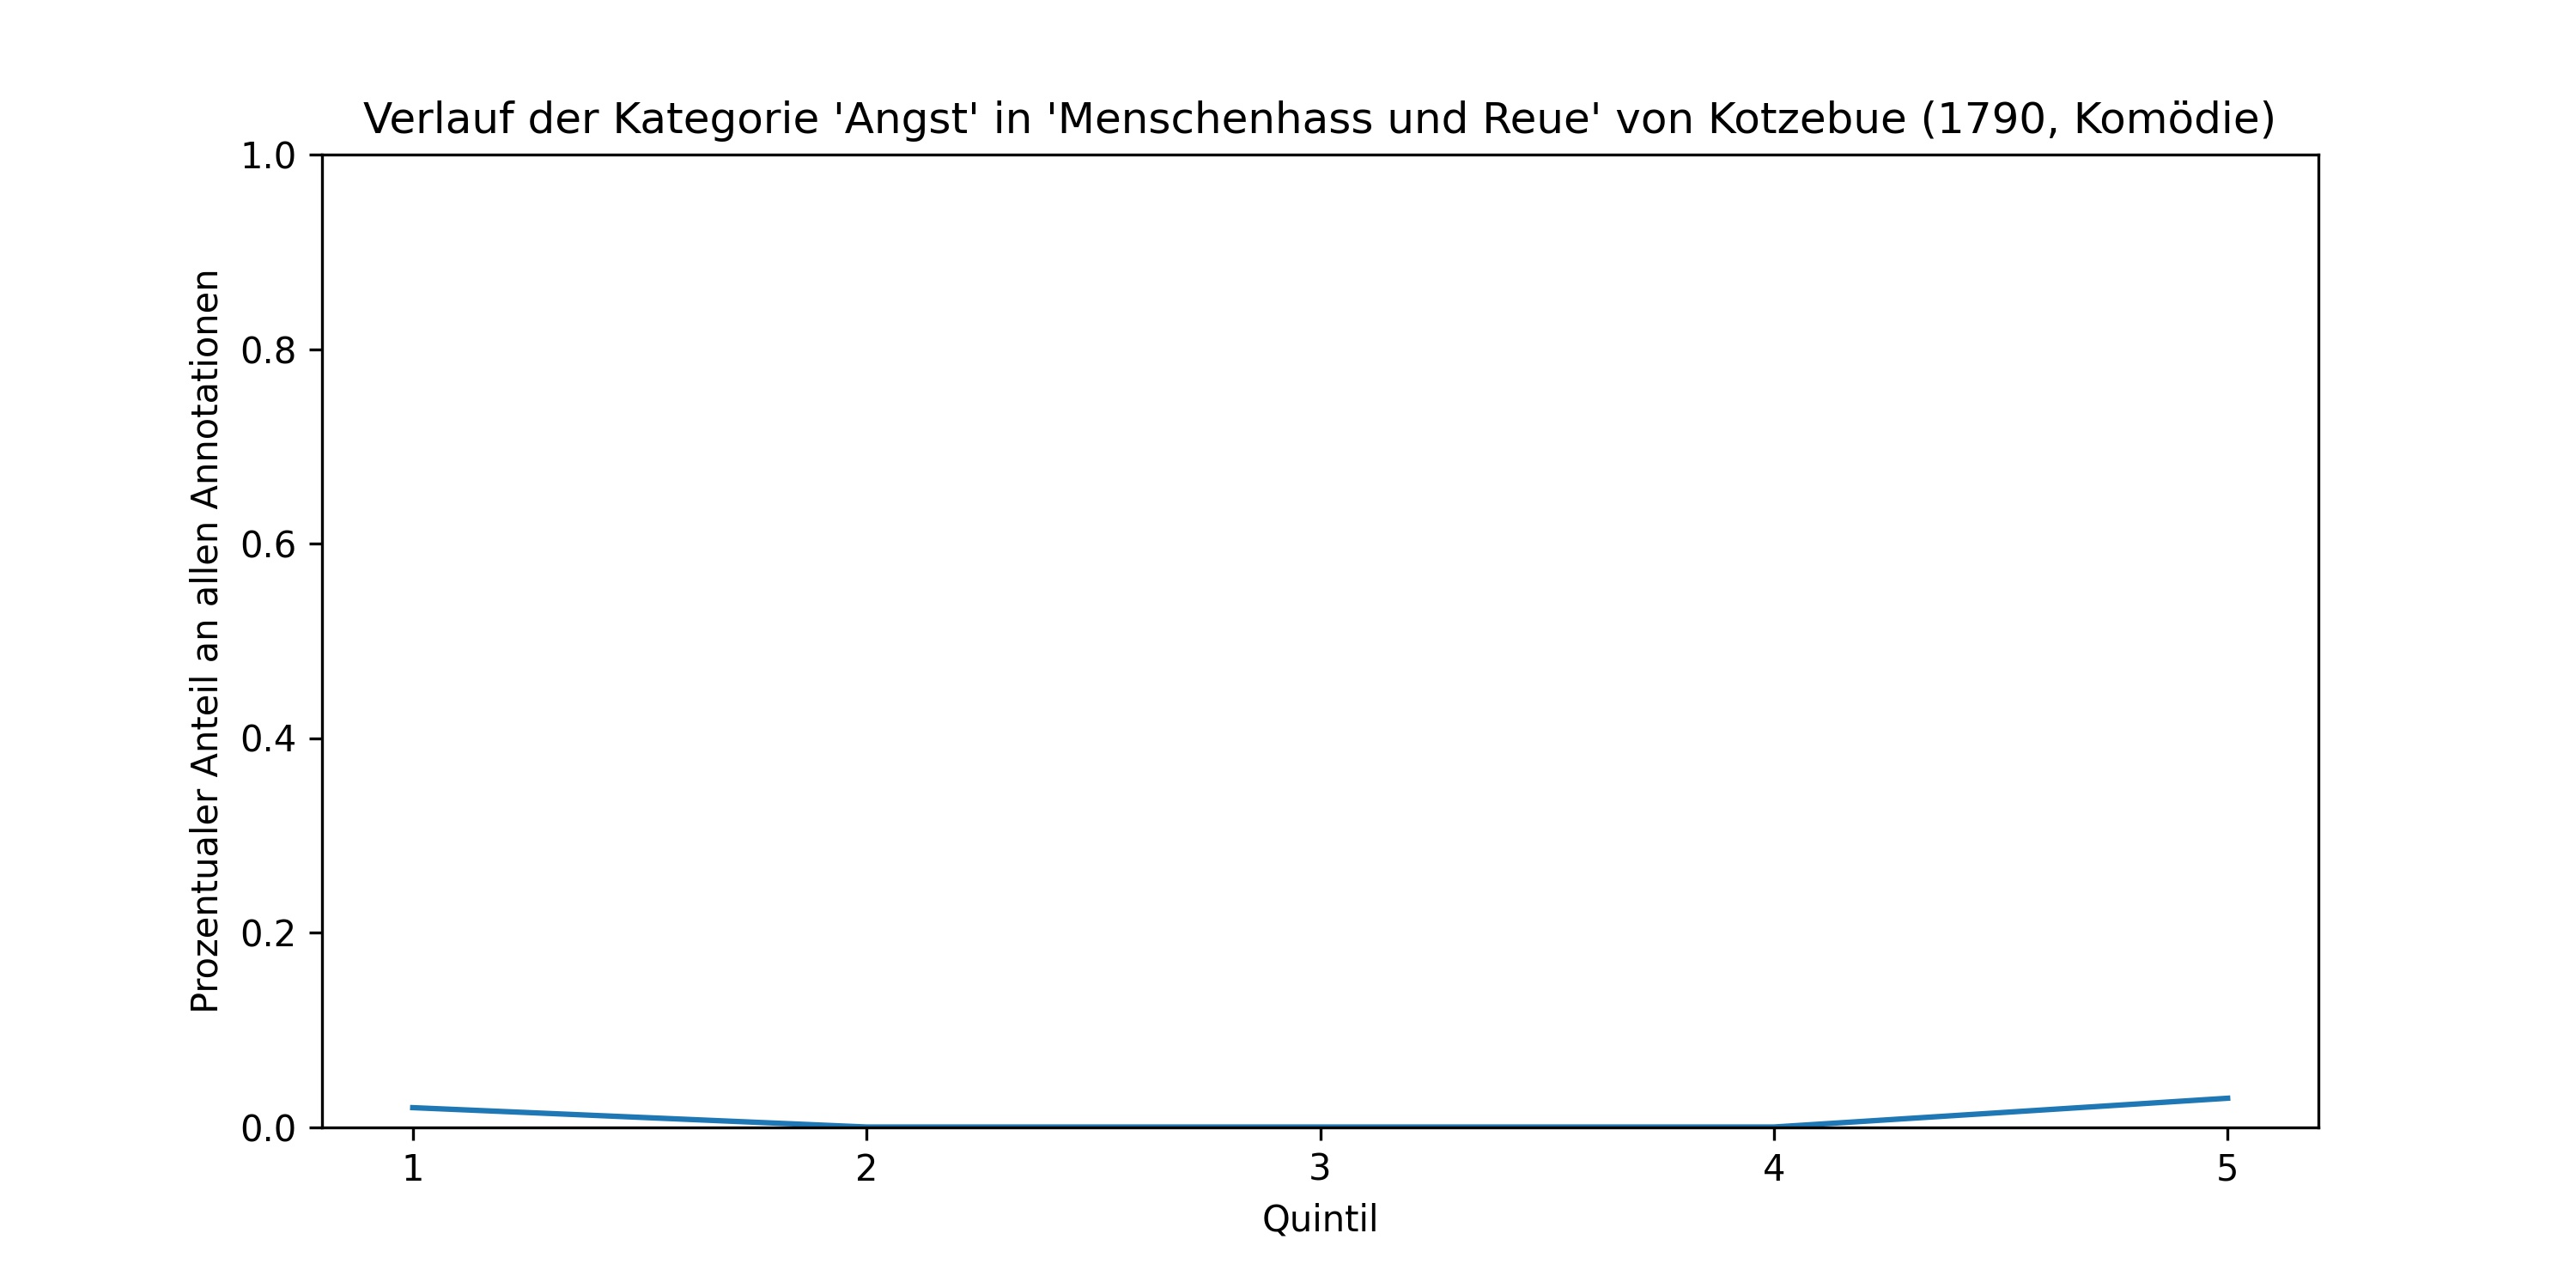 Verlauf der Kategorie 'Angst' in 'Menschenhass und Reue' von Kotzebue (1790, Komödie)
Prozentualer Anteil an allen Annotationen
1.0
0.8
0.6
0.4
0.2
0.0
1 2 3 4 5
Quintil